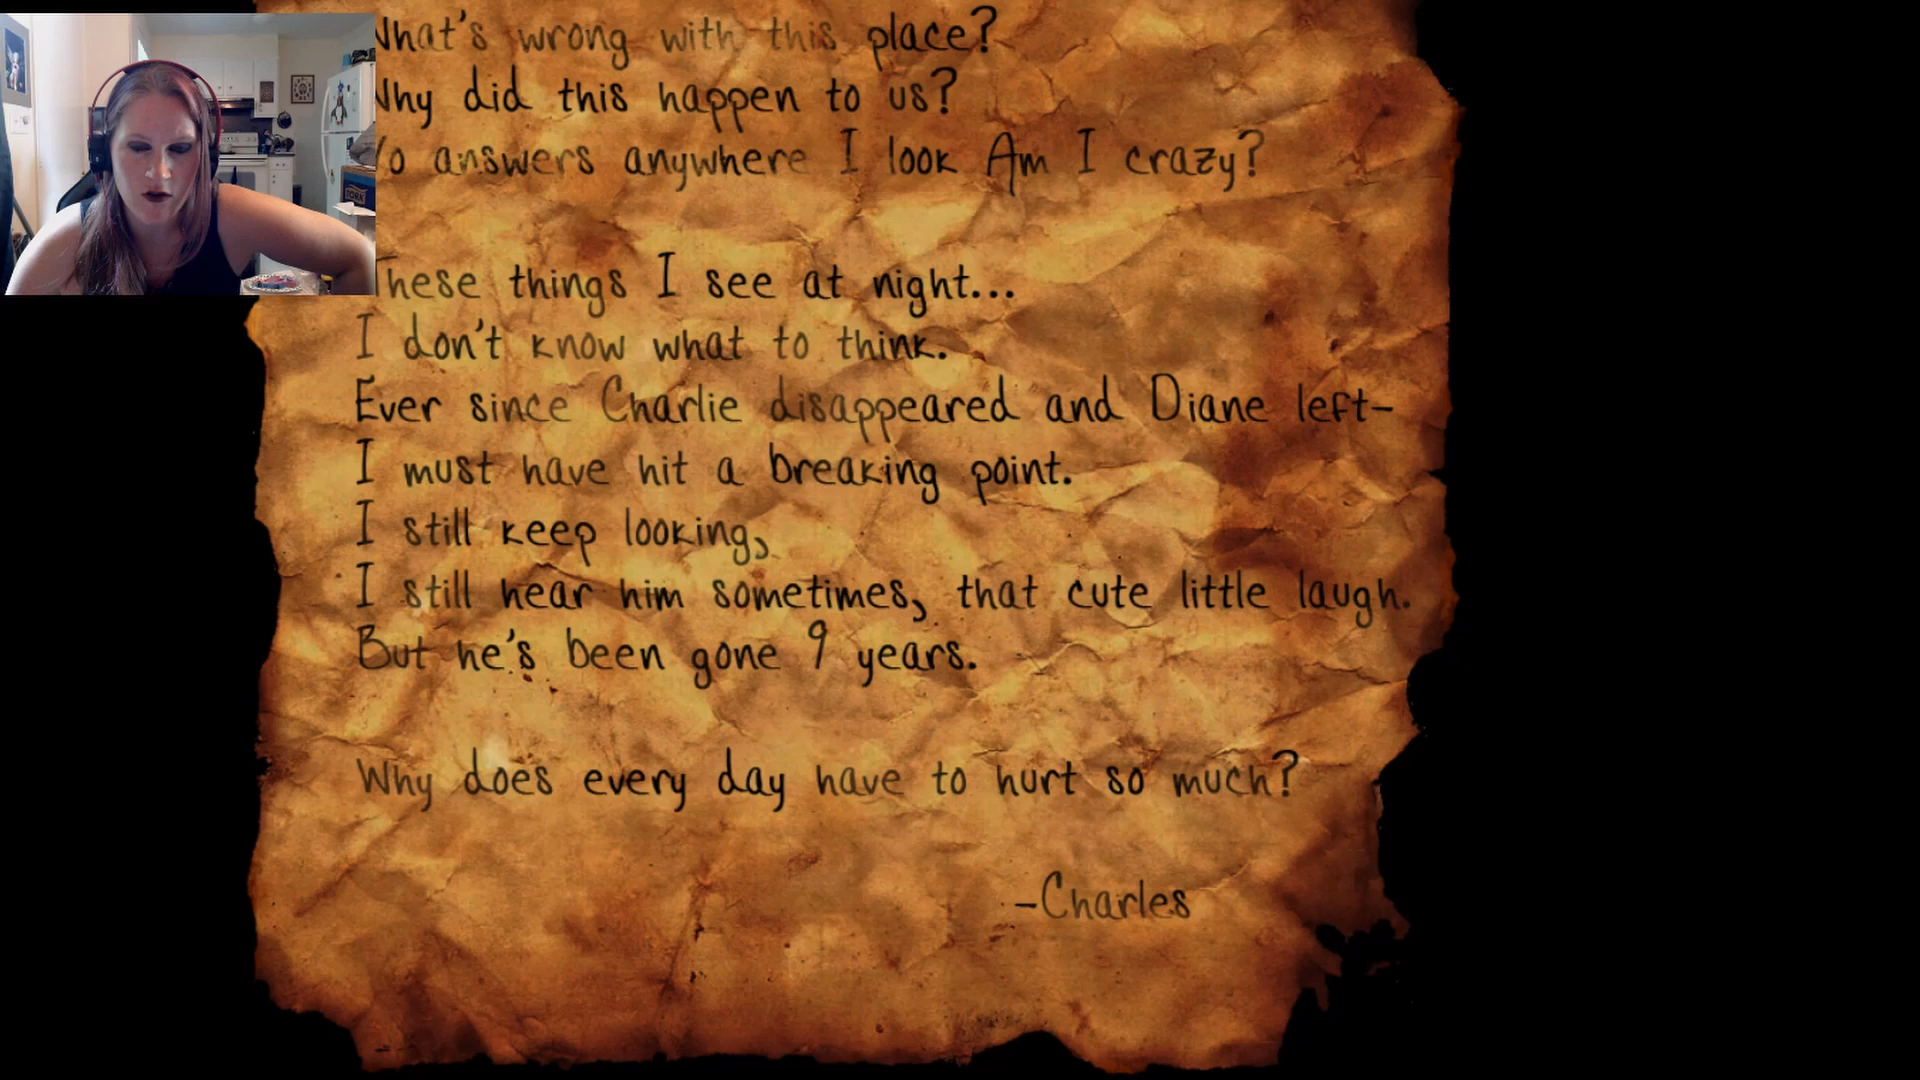 What's wrong with this place?
Why did this happen to us?
No answers anywhere I look Am I crazy?
These things I see at night...
I don't know what to think.
Ever since Charlie disappeared and Diane left-
I must have hit a breaking point.
I still keep looking,
I still hear him sometimes, that cute little laugh.
But he's been gone 9 years.
Why does every day have to hurt so much?
-Charles
TORK